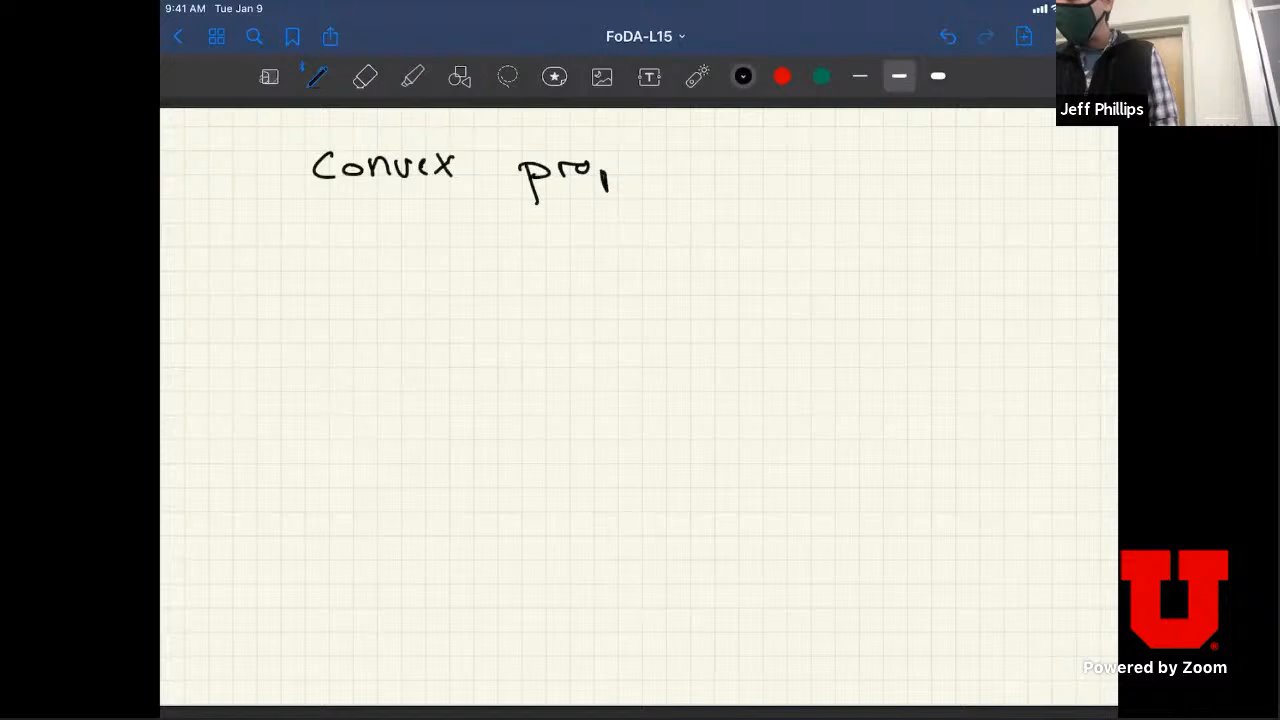 9:41 AM Tue Jan 9
FoDA-L15
Jeff Phillips
Convex pro
U
Powered by Zoom